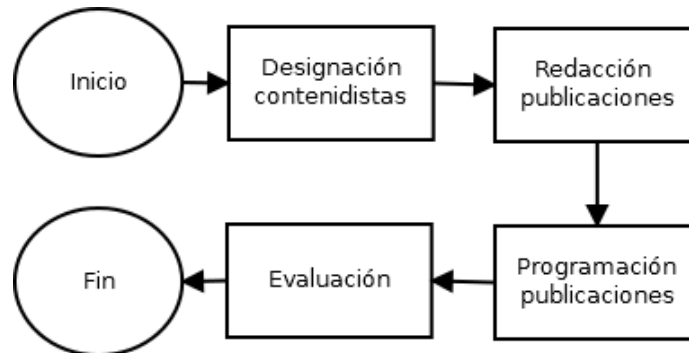 Inicio
Designación
contenidistas
Redacción
publicaciones
Programación
publicaciones
Evaluación
Fin